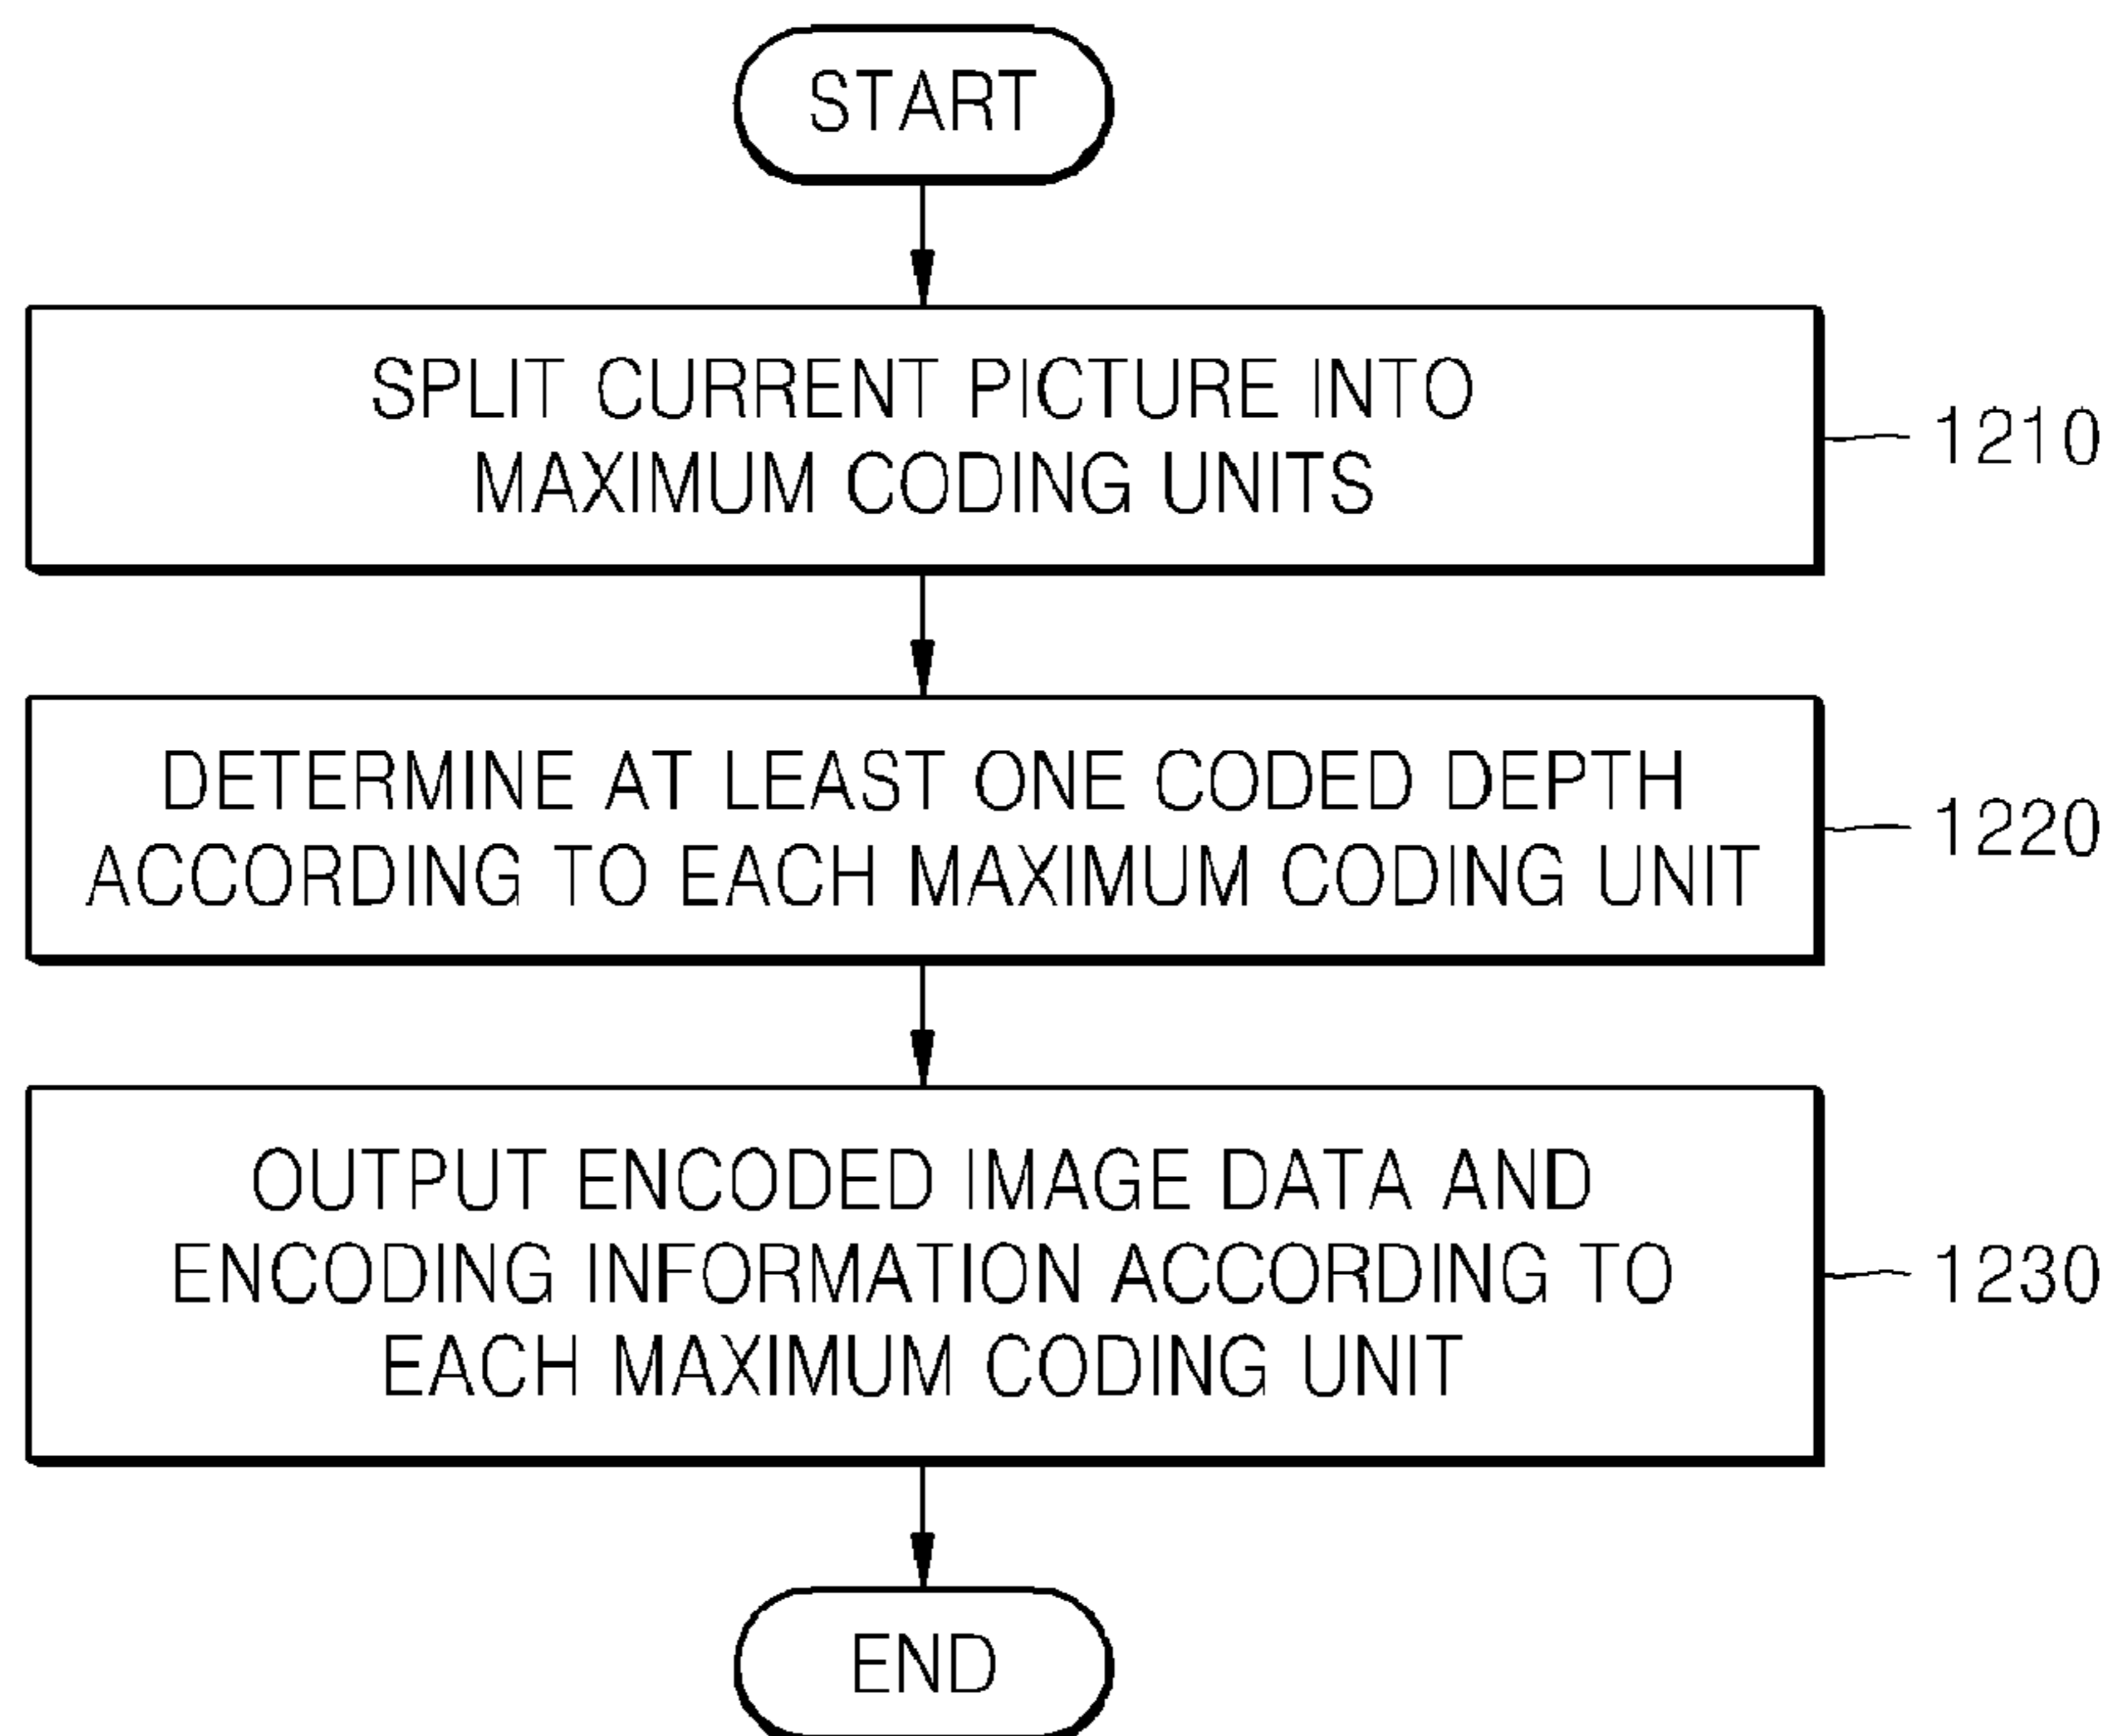 START
SPLIT CURRENT PICTURE INTO
MAXIMUM CODING UNITS
1210
DETERMINE AT LEAST ONE CODED DEPTH
ACCORDING TO EACH MAXIMUM CODING UNIT
1220
OUTPUT ENCODED IMAGE DATA AND
ENCODING INFORMATION ACCORDING TO
EACH MAXIMUM CODING UNIT
1230
END